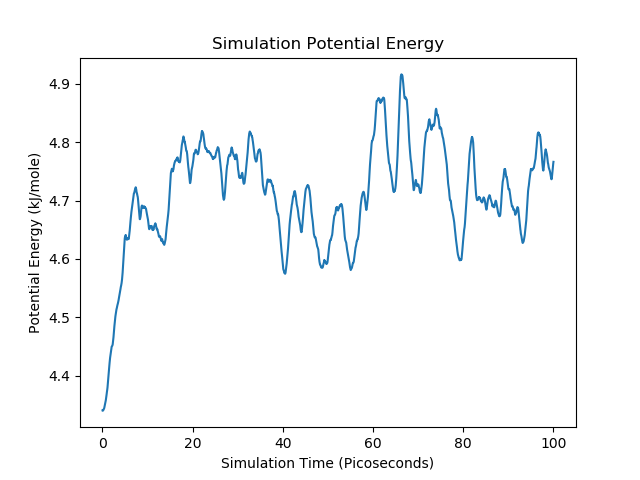 Simulation Potential Energy
Potential Energy (kJ/mole)
4.9
4.8
4.7
4.6
4.5
4.4
0 20 40 60 80 100
Simulation Time (Picoseconds)